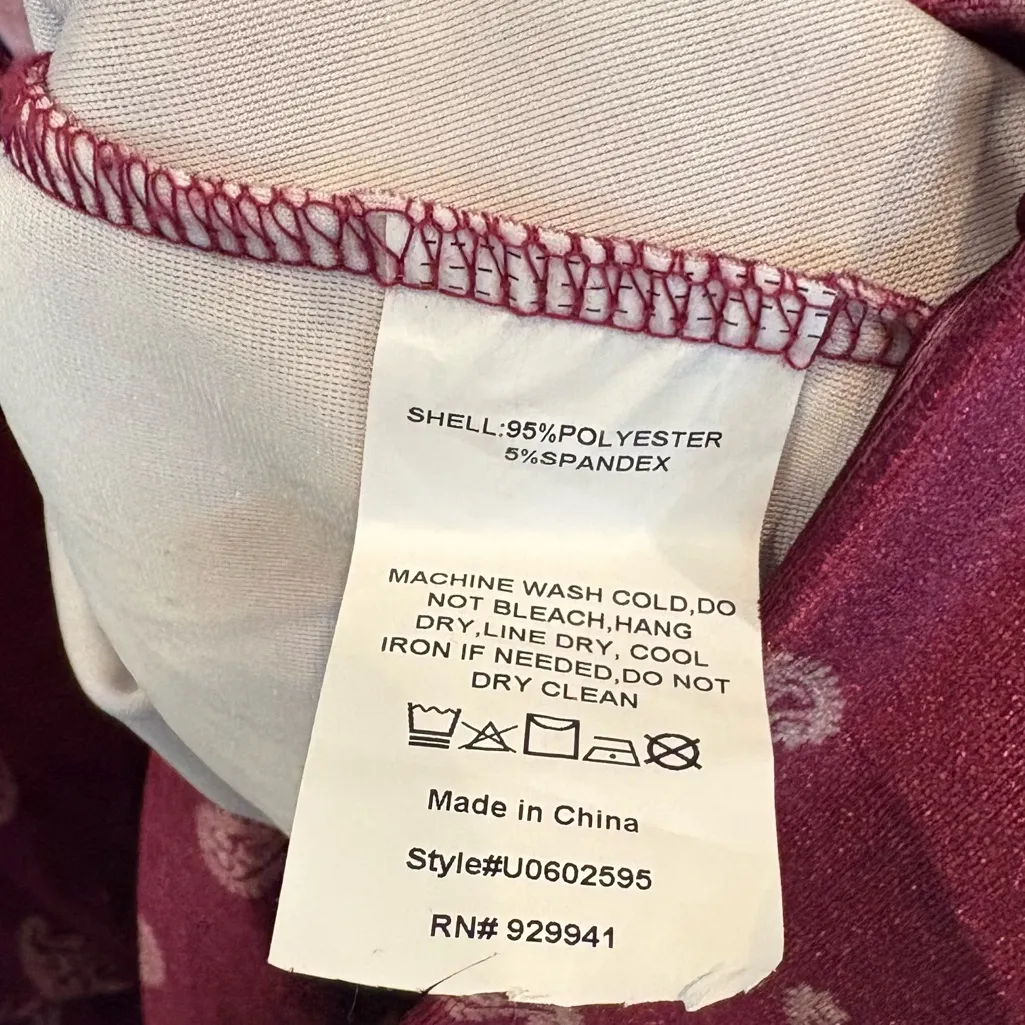 SHELL:95%POLYESTER
5%SPANDEX
MACHINE WASH COLD,DO
NOT BLEACH,HANG
DRY,LINE DRY, COOL
IRON IF NEEDED,DO NOT
DRY CLEAN
Made in China
Style#U0602595
RN# 929941